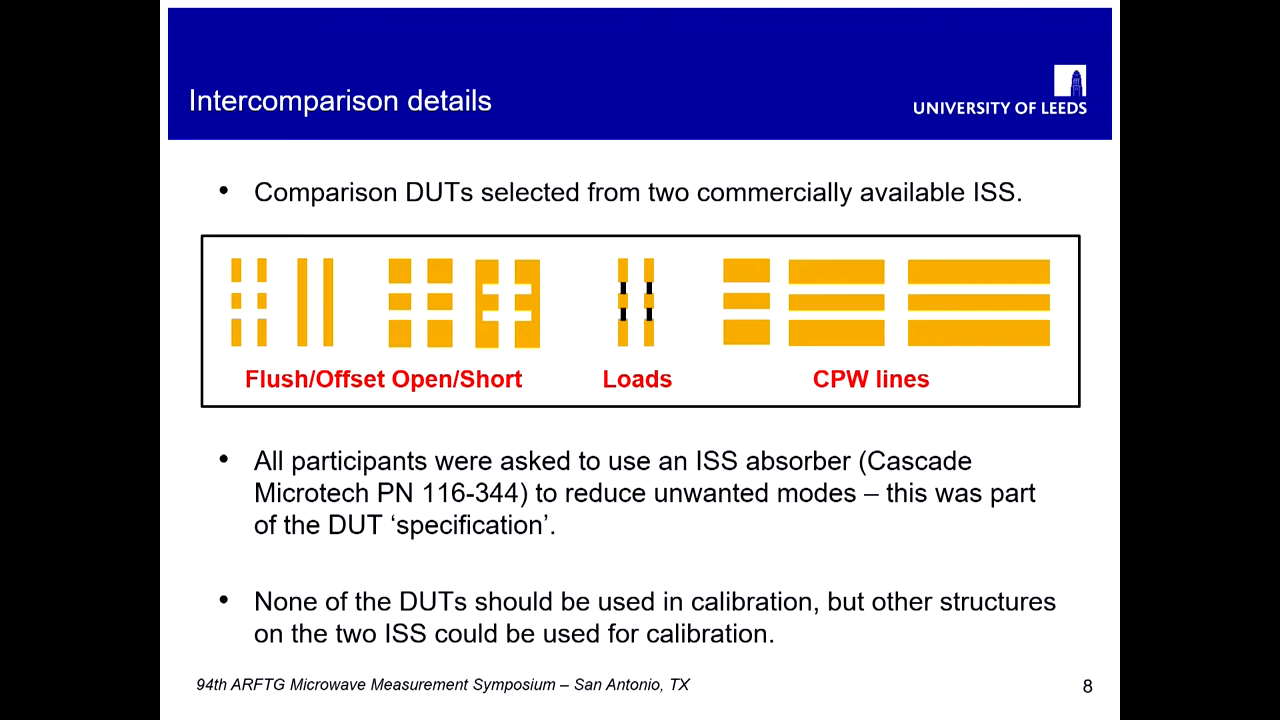 Intercomparison details
UNIVERSITY OF LEEDS
• Comparison DUTs selected from two commercially available ISS.
Flush/Offset Open/Short Loads CPW lines
• All participants were asked to use an ISS absorber (Cascade
Microtech PN 116-344) to reduce unwanted modes – this was part
of the DUT ‘specification’.
• None of the DUTs should be used in calibration, but other structures
on the two ISS could be used for calibration.
94th ARFTG Microwave Measurement Symposium – San Antonio, TX
8